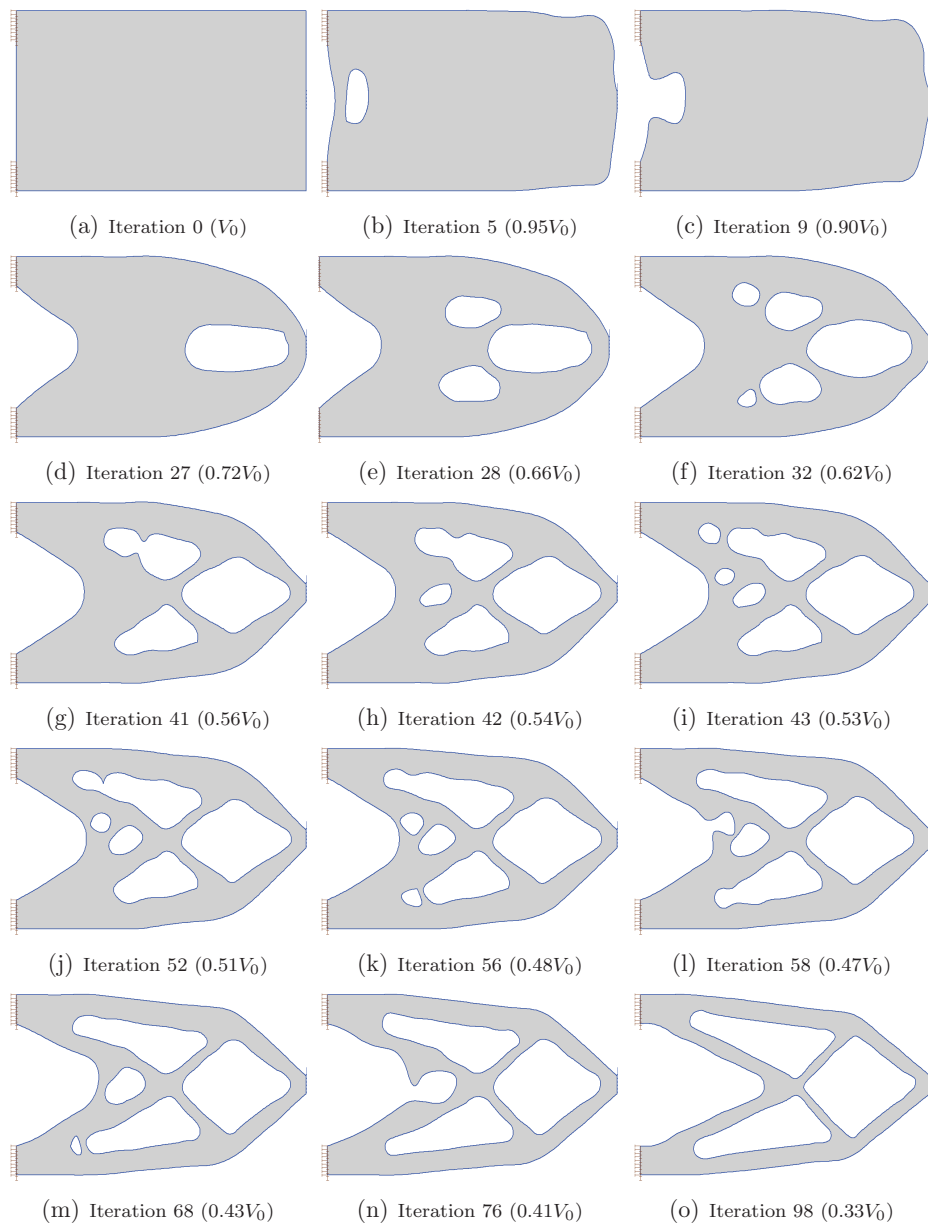 (a) Iteration 0 (V₀)
(b) Iteration 5 (0.95V₀)
(c) Iteration 9 (0.90V₀)
(d) Iteration 27 (0.72V₀)
(e) Iteration 28 (0.66V₀)
(f) Iteration 32 (0.62V₀)
(g) Iteration 41 (0.56V₀)
(h) Iteration 42 (0.54V₀)
(i) Iteration 43 (0.53V₀)
(j) Iteration 52 (0.51V₀)
(k) Iteration 56 (0.48V₀)
(l) Iteration 58 (0.47V₀)
(m) Iteration 68 (0.43V₀)
(n) Iteration 76 (0.41V₀)
(o) Iteration 98 (0.33V₀)